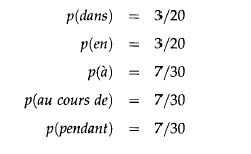 p(dans) = 3/20
p(en) = 3/20
p(à) = 7/30
p(au cours de) = 7/30
p(pendant) = 7/30